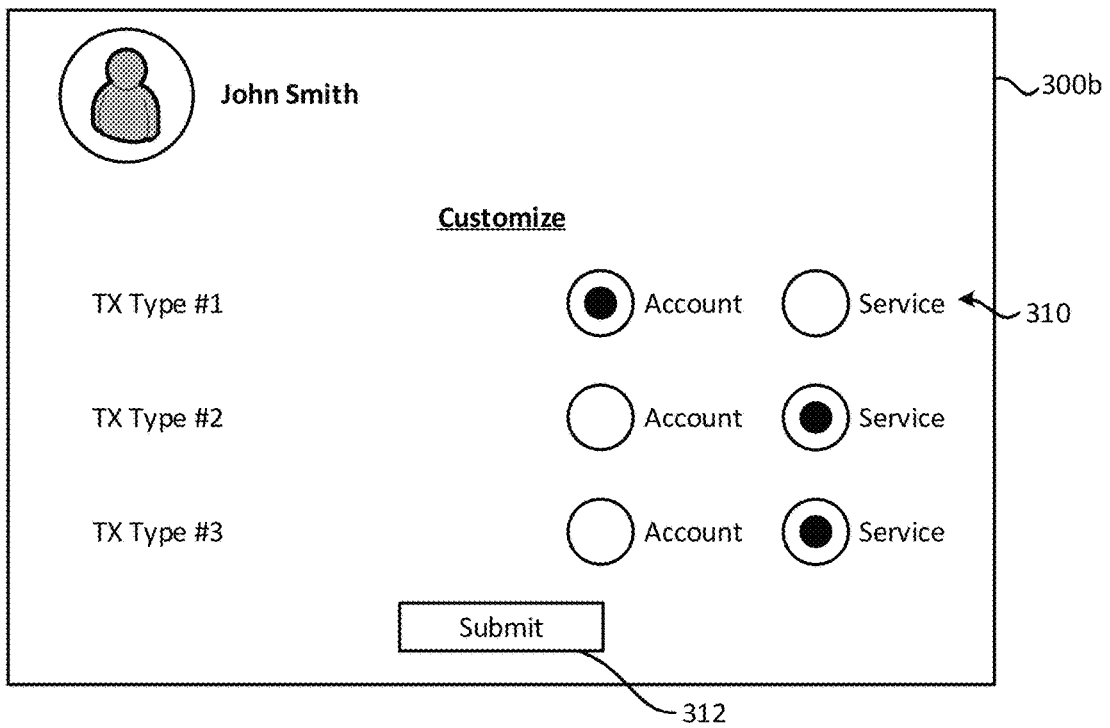 John Smith
300b
Customize
TX Type #1 Account Service
310
TX Type #2 Account Service
TX Type #3 Account Service
Submit
312